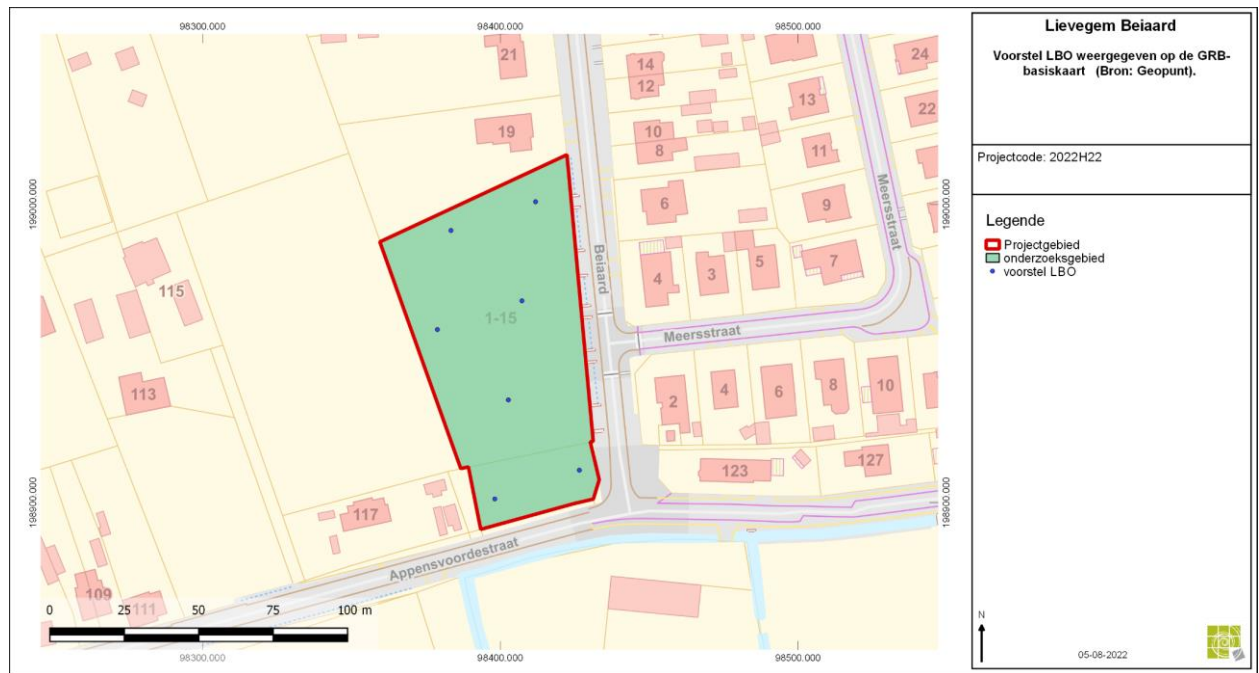 98300.000 98400.000 98500.000
Lievegem Beiaard
Voorstel LBO weergegeven op de GRB-
basiskaart (Bron: Geopunt).
Projectcode: 2022H22
Legende
Projectgebied
onderzoeksgebied
voorstel LBO
21
14
12
24
13
22
19
10
8
11
199000.000
199000.000
6
9
Meersstraat
Beiaard
4
3
5
7
115
1-15
Meersstraat
113
2
4
6
8
10
123
127
198900.000
198900.000
117
Appensvoordestraat
109
111
0 25 50 75 100 m
98300.000 98400.000 98500.000
N
05-08-2022